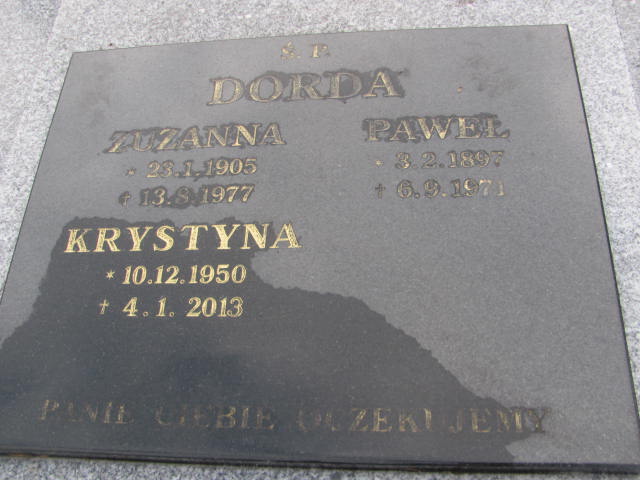 Ś. P.
DORDA
ZUZANNA
* 23.1.1905
† 13.8.1977
PAWEŁ
* 3.2.1897
† 6.9.1971
KRYSTYNA
* 10.12.1950
† 4.1.2013
PANIE CIEBIE OCZEKUJEMY